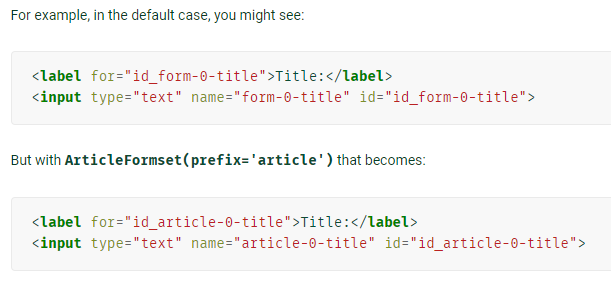 For example, in the default case, you might see:
<label for="id_form-0-title">Title:</label>
<input type="text" name="form-0-title" id="id_form-0-title">
But with ArticleFormset(prefix='article') that becomes:
<label for="id_article-0-title">Title:</label>
<input type="text" name="article-0-title" id="id_article-0-title">